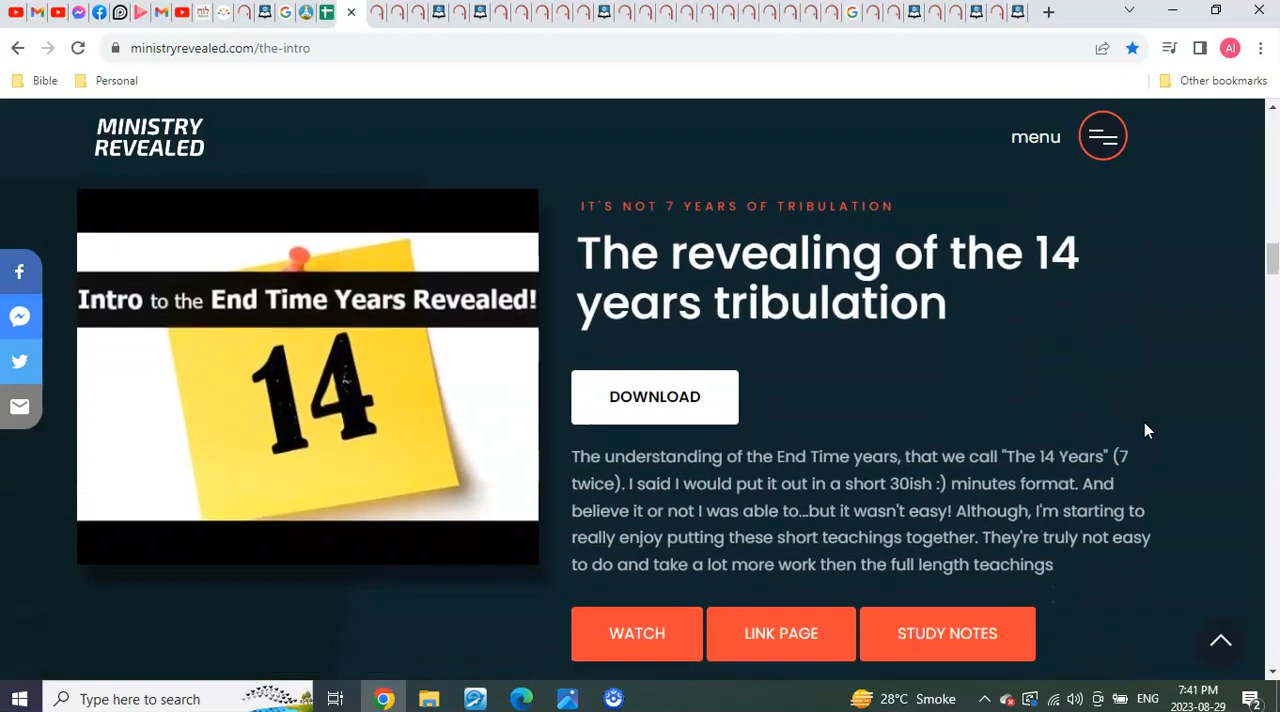 ministryrevealed.com/the-intro
AI
Bible
Personal
Other bookmarks
MINISTRY
REVEALED
menu
IT'S NOT 7 YEARS OF TRIBULATION
The revealing of the 14
years tribulation
Intro to the End Time Years Revealed!
14
DOWNLOAD
The understanding of the End Time years, that we call "The 14 Years" (7
twice). I said I would put it out in a short 30ish :) minutes format. And
believe it or not I was able to...but it wasn't easy! Although, I'm starting to
really enjoy putting these short teachings together. They're truly not easy
to do and take a lot more work then the full length teachings
WATCH
LINK PAGE
STUDY NOTES
Type here to search
28°C Smoke
ENG
7:41 PM
2023-08-29
2